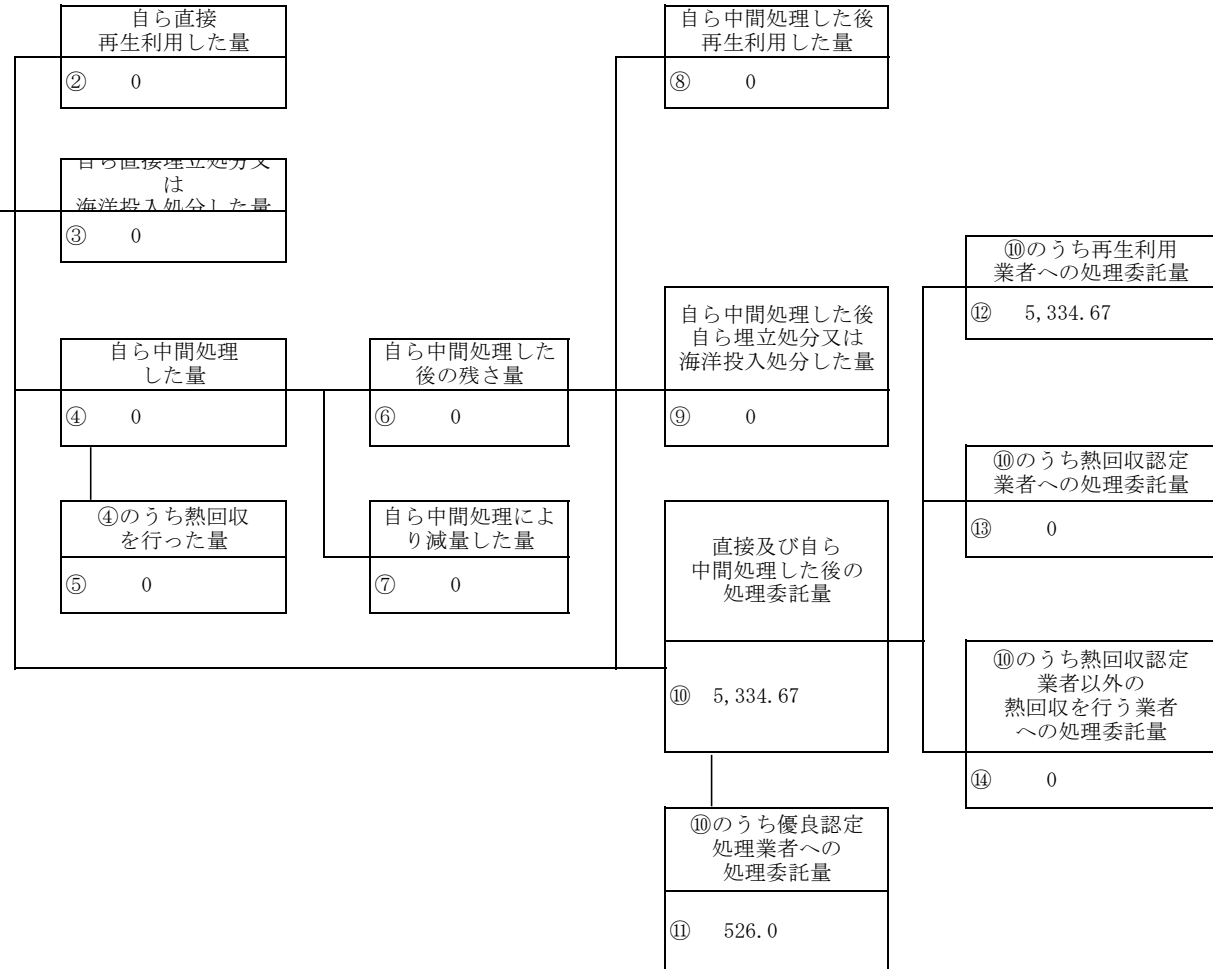 自ら直接
再生利用した量
② 0
自ら直接埋立処分又
は
海洋投入処分した量
③ 0
自ら中間処理
した量
④ 0
④のうち熱回収
を行った量
⑤ 0
自ら中間処理した
後の残さ量
⑥ 0
自ら中間処理によ
り減量した量
⑦ 0
自ら中間処理した後
再生利用した量
⑧ 0
自ら中間処理した後
自ら埋立処分又は
海洋投入処分した量
⑨ 0
直接及び自ら
中間処理した後の
処理委託量
⑩ 5,334.67
⑩のうち優良認定
処理業者への
処理委託量
⑪ 526.0
⑩のうち再生利用
業者への処理委託量
⑫ 5,334.67
⑩のうち熱回収認定
業者への処理委託量
⑬ 0
⑩のうち熱回収認定
業者以外の
熱回収を行う業者
への処理委託量
⑭ 0